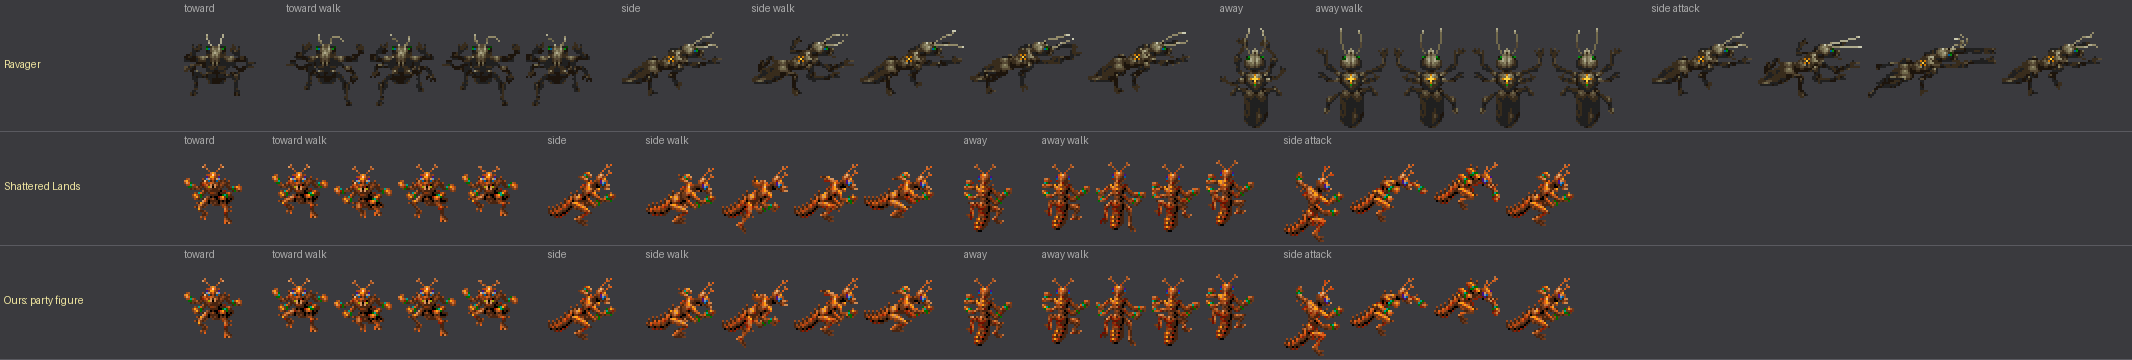 toward toward walk side side walk away away walk side attack
Ravager
toward toward walk side side walk away away walk side attack
Shattered Lands
toward toward walk side side walk away away walk side attack
Ours: party figure